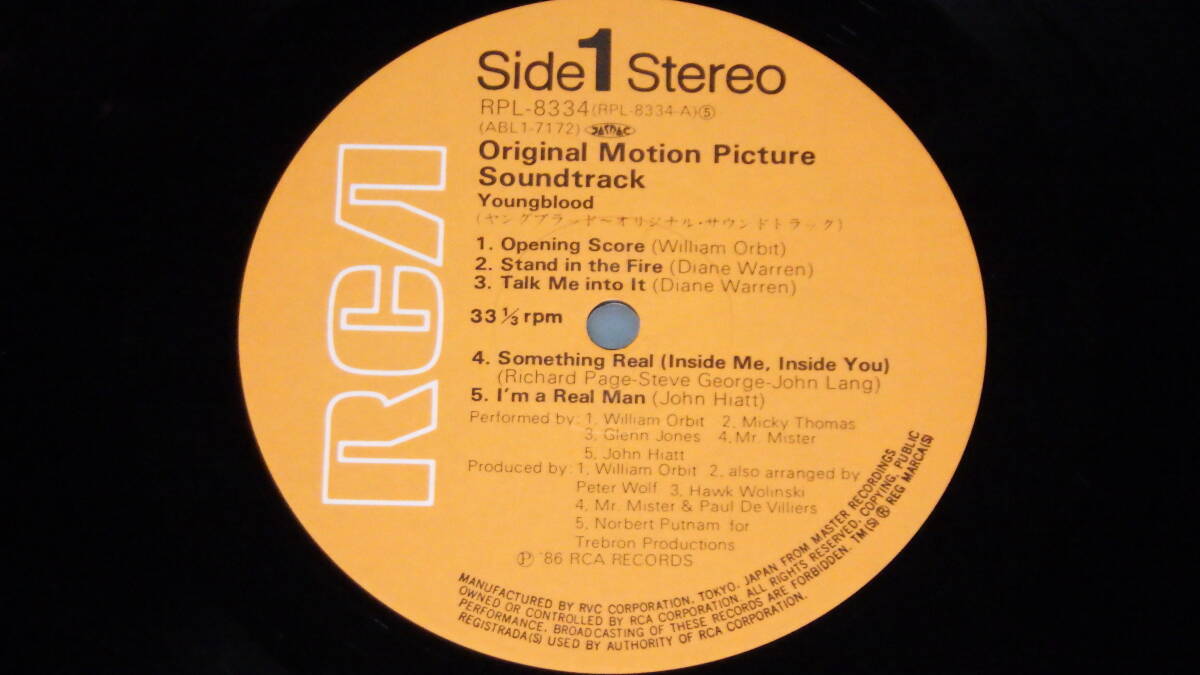 RCA
Side 1 Stereo
RPL-8334 (RPL-8334-A) ⑤
(ABL1-7172) JASRAC
Original Motion Picture
Soundtrack
Youngblood
(ヤングブラッド～オリジナル・サウンドトラック)
1. Opening Score (William Orbit)
2. Stand in the Fire (Diane Warren)
3. Talk Me into It (Diane Warren)
33 1/3 rpm
4. Something Real (Inside Me, Inside You)
(Richard Page-Steve George-John Lang)
5. I'm a Real Man (John Hiatt)
Performed by: 1. William Orbit 2. Micky Thomas
3. Glenn Jones 4. Mr. Mister
5. John Hiatt
Produced by: 1. William Orbit 2. also arranged by
Peter Wolf 3. Hawk Wolinski
4. Mr. Mister & Paul De Villiers
5. Norbert Putnam for
Trebron Productions
Ⓟ '86 RCA RECORDS
MANUFACTURED BY RVC CORPORATION, TOKYO, JAPAN FROM MASTER RECORDINGS
OWNED OR CONTROLLED BY RCA CORPORATION. ALL RIGHTS RESERVED, COPYING, PUBLIC
PERFORMANCE, BROADCASTING OF THESE RECORDS ARE FORBIDDEN. TM(S) ® REG MARCA(S)
REGISTRADA(S) USED BY AUTHORITY OF RCA CORPORATION.